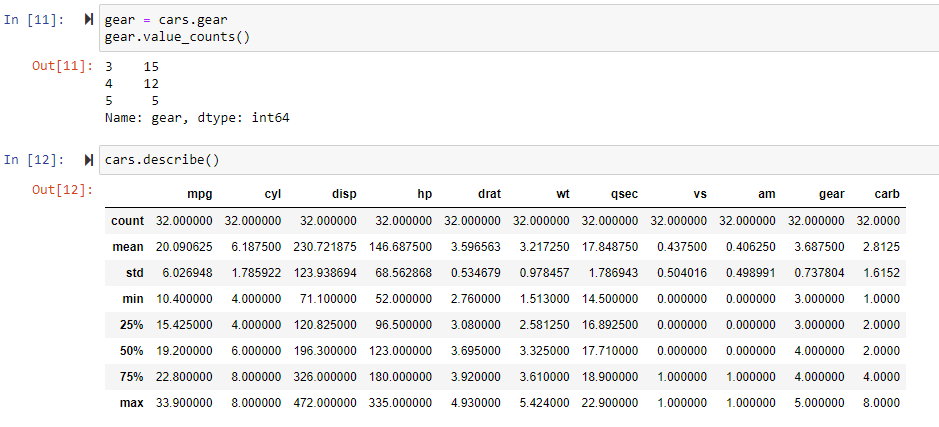 In [11]: gear = cars.gear
gear.value_counts()
Out[11]: 3 15
4 12
5 5
Name: gear, dtype: int64
In [12]: cars.describe()
Out[12]:
mpg cyl disp hp drat wt qsec vs am gear carb
count 32.000000 32.000000 32.000000 32.000000 32.000000 32.000000 32.000000 32.000000 32.000000 32.000000 32.0000
mean 20.090625 6.187500 230.721875 146.687500 3.596563 3.217250 17.848750 0.437500 0.406250 3.687500 2.8125
std 6.026948 1.785922 123.938694 68.562868 0.534679 0.978457 1.786943 0.504016 0.498991 0.737804 1.6152
min 10.400000 4.000000 71.100000 52.000000 2.760000 1.513000 14.500000 0.000000 0.000000 3.000000 1.0000
25% 15.425000 4.000000 120.825000 96.500000 3.080000 2.581250 16.892500 0.000000 0.000000 3.000000 2.0000
50% 19.200000 6.000000 196.300000 123.000000 3.695000 3.325000 17.710000 0.000000 0.000000 4.000000 2.0000
75% 22.800000 8.000000 326.000000 180.000000 3.920000 3.610000 18.900000 1.000000 1.000000 4.000000 4.0000
max 33.900000 8.000000 472.000000 335.000000 4.930000 5.424000 22.900000 1.000000 1.000000 5.000000 8.0000